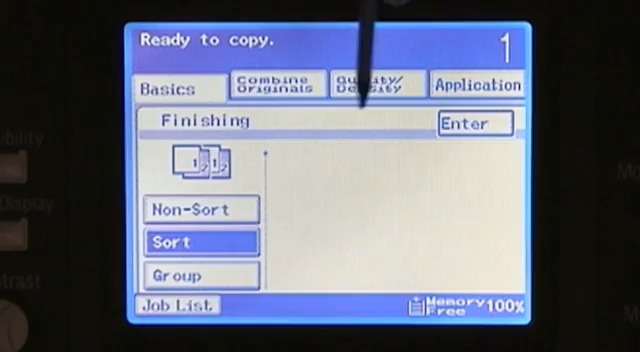 Ready to copy.
1
Basics
Combine Originals
Quality/ Density
Application
Finishing
Enter
Non-Sort
Sort
Group
Job List
Memory Free 100%
Display